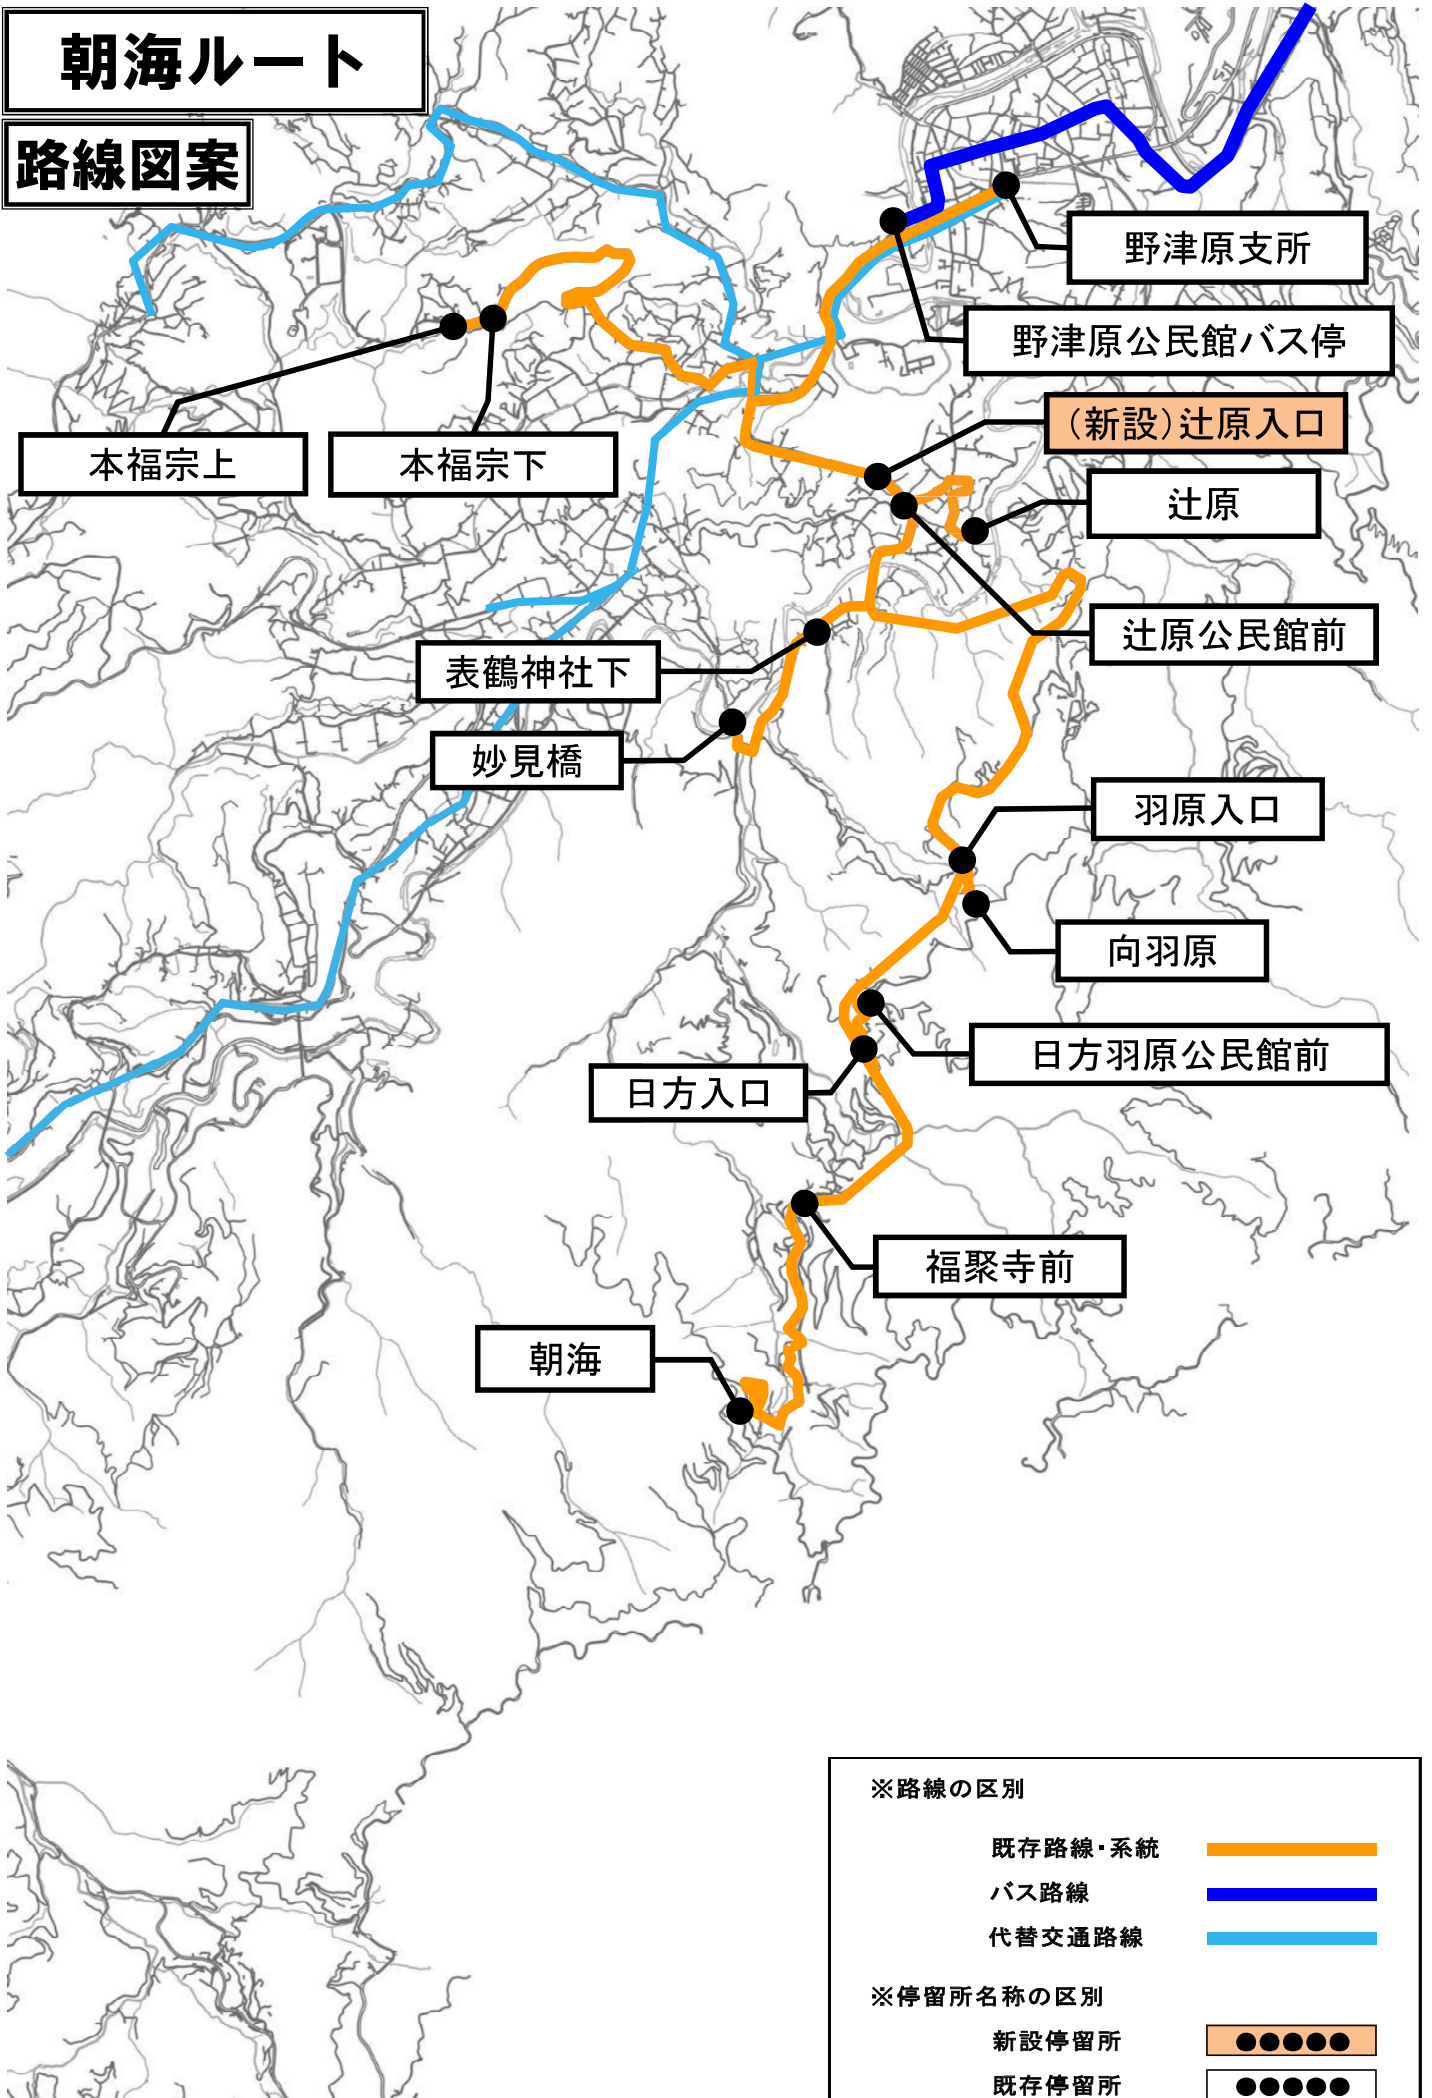 朝海ルート
路線図案
野津原支所
野津原公民館バス停
(新設)辻原入口
本福宗上
本福宗下
辻原
辻原公民館前
表鶴神社下
妙見橋
羽原入口
向羽原
日方羽原公民館前
日方入口
福聚寺前
朝海
※路線の区別
既存路線・系統
バス路線
代替交通路線
※停留所名称の区別
新設停留所
●●●●●
既存停留所
●●●●●